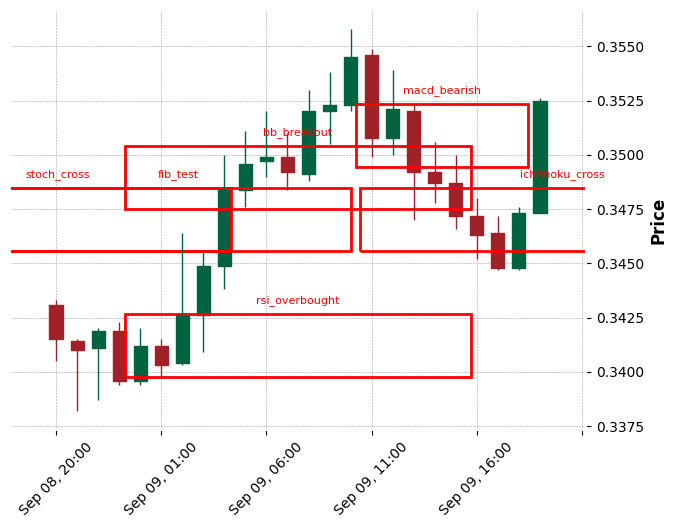 0.3550
macd_bearish
0.3525
bb_breakout
0.3500
stoch_cross
fib_test
ichimoku_cross
0.3475
Price
0.3450
rsi_overbought
0.3425
0.3400
0.3375
Sep 08, 20:00
Sep 09, 01:00
Sep 09, 06:00
Sep 09, 11:00
Sep 09, 16:00